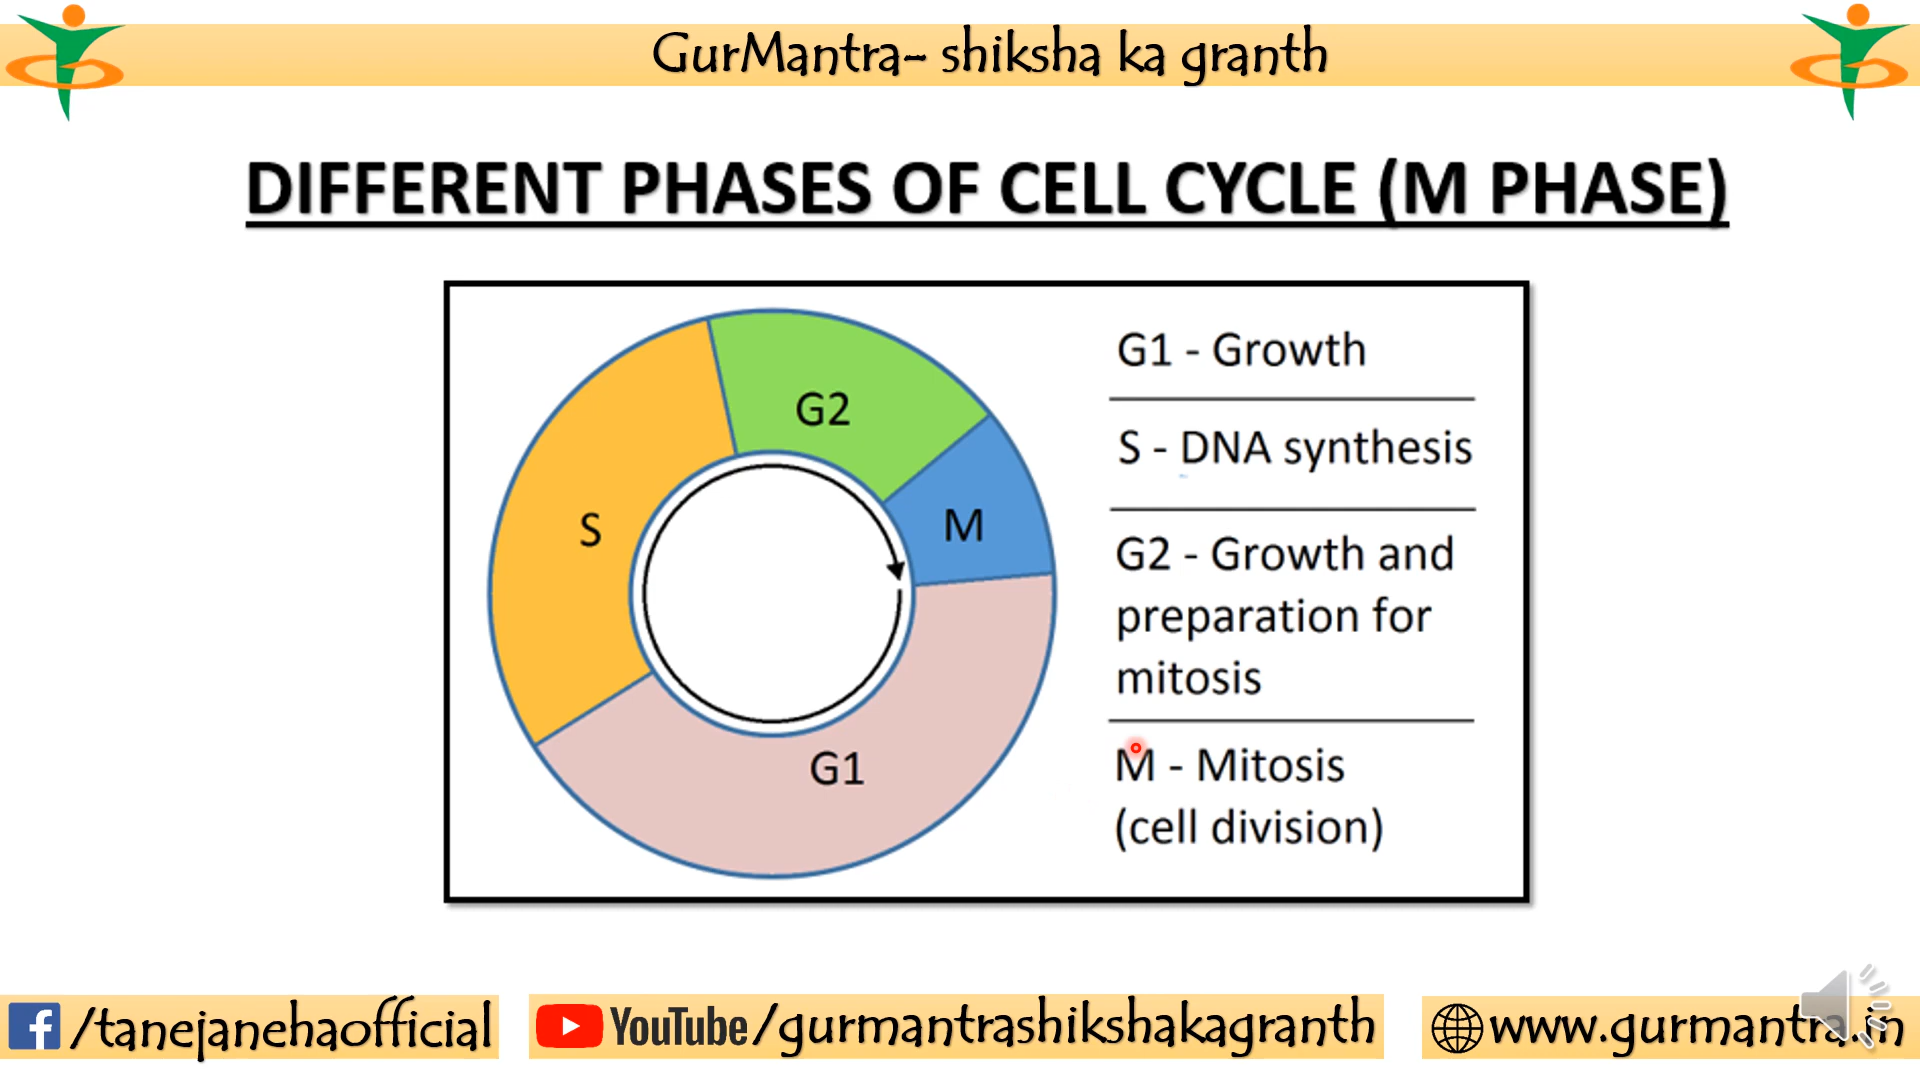 GurMantra- shiksha ka granth
DIFFERENT PHASES OF CELL CYCLE (M PHASE)
G2
S
M
G1
G1 - Growth
S - DNA synthesis
G2 - Growth and
preparation for
mitosis
M - Mitosis
(cell division)
/tanejanehaofficial
YouTube/gurmantrashikshakagranth
www.gurmantra.in